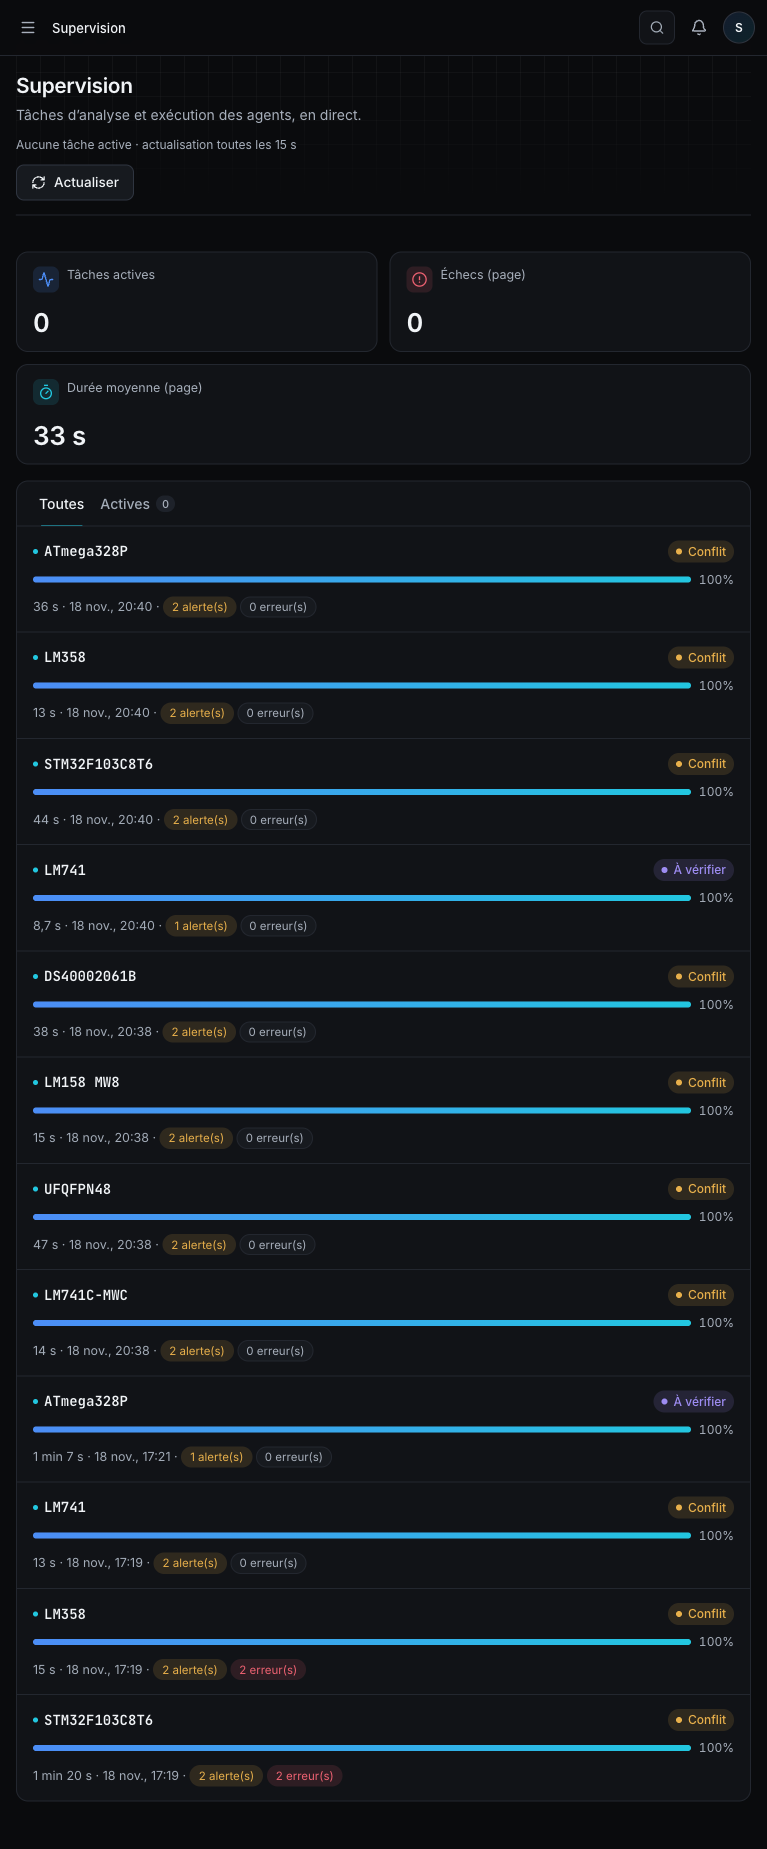 Supervision
S
Supervision
Tâches d’analyse et exécution des agents, en direct.
Aucune tâche active · actualisation toutes les 15 s
Actualiser
Tâches actives
0
Échecs (page)
0
Durée moyenne (page)
33 s
Toutes Actives 0
ATmega328P Conflit
100%
36 s · 18 nov., 20:40 · 2 alerte(s) 0 erreur(s)
LM358 Conflit
100%
13 s · 18 nov., 20:40 · 2 alerte(s) 0 erreur(s)
STM32F103C8T6 Conflit
100%
44 s · 18 nov., 20:40 · 2 alerte(s) 0 erreur(s)
LM741 À vérifier
100%
8,7 s · 18 nov., 20:40 · 1 alerte(s) 0 erreur(s)
DS40002061B Conflit
100%
38 s · 18 nov., 20:38 · 2 alerte(s) 0 erreur(s)
LM158 MW8 Conflit
100%
15 s · 18 nov., 20:38 · 2 alerte(s) 0 erreur(s)
UFQFPN48 Conflit
100%
47 s · 18 nov., 20:38 · 2 alerte(s) 0 erreur(s)
LM741C-MWC Conflit
100%
14 s · 18 nov., 20:38 · 2 alerte(s) 0 erreur(s)
ATmega328P À vérifier
100%
1 min 7 s · 18 nov., 17:21 · 1 alerte(s) 0 erreur(s)
LM741 Conflit
100%
13 s · 18 nov., 17:19 · 2 alerte(s) 0 erreur(s)
LM358 Conflit
100%
15 s · 18 nov., 17:19 · 2 alerte(s) 2 erreur(s)
STM32F103C8T6 Conflit
100%
1 min 20 s · 18 nov., 17:19 · 2 alerte(s) 2 erreur(s)